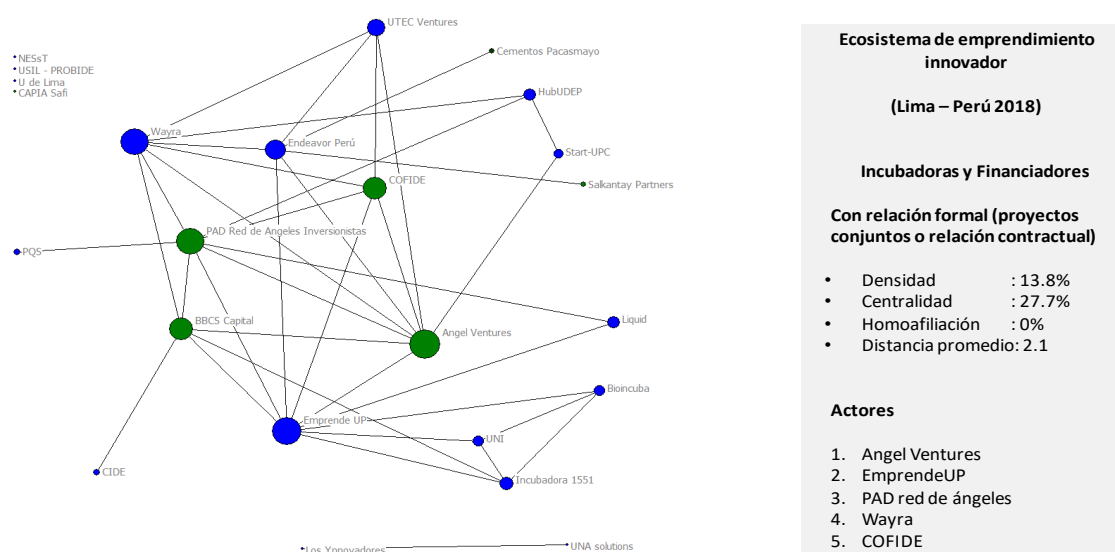 UTEC Ventures
Cementos Pacasmayo
NESsT
USIL - PROBIDE
U de Lima
CAPIA Safi
HubUDEP
Wayra
Endeavor Perú
Start-UPC
COFIDE
Salkantay Partners
PAD Red de Angeles Inversionistas
PQS
BBCS Capital
Liquid
Angel Ventures
Bioincuba
Emprende UP
UNI
CIDE
Incubadora 1551
Los Ynnovadores
UNA solutions
Ecosistema de emprendimiento
innovador
(Lima – Perú 2018)
Incubadoras y Financiadores
Con relación formal (proyectos
conjuntos o relación contractual)
• Densidad : 13.8%
• Centralidad : 27.7%
• Homoafiliación : 0%
• Distancia promedio: 2.1
Actores
1. Angel Ventures
2. EmprendeUP
3. PAD red de ángeles
4. Wayra
5. COFIDE